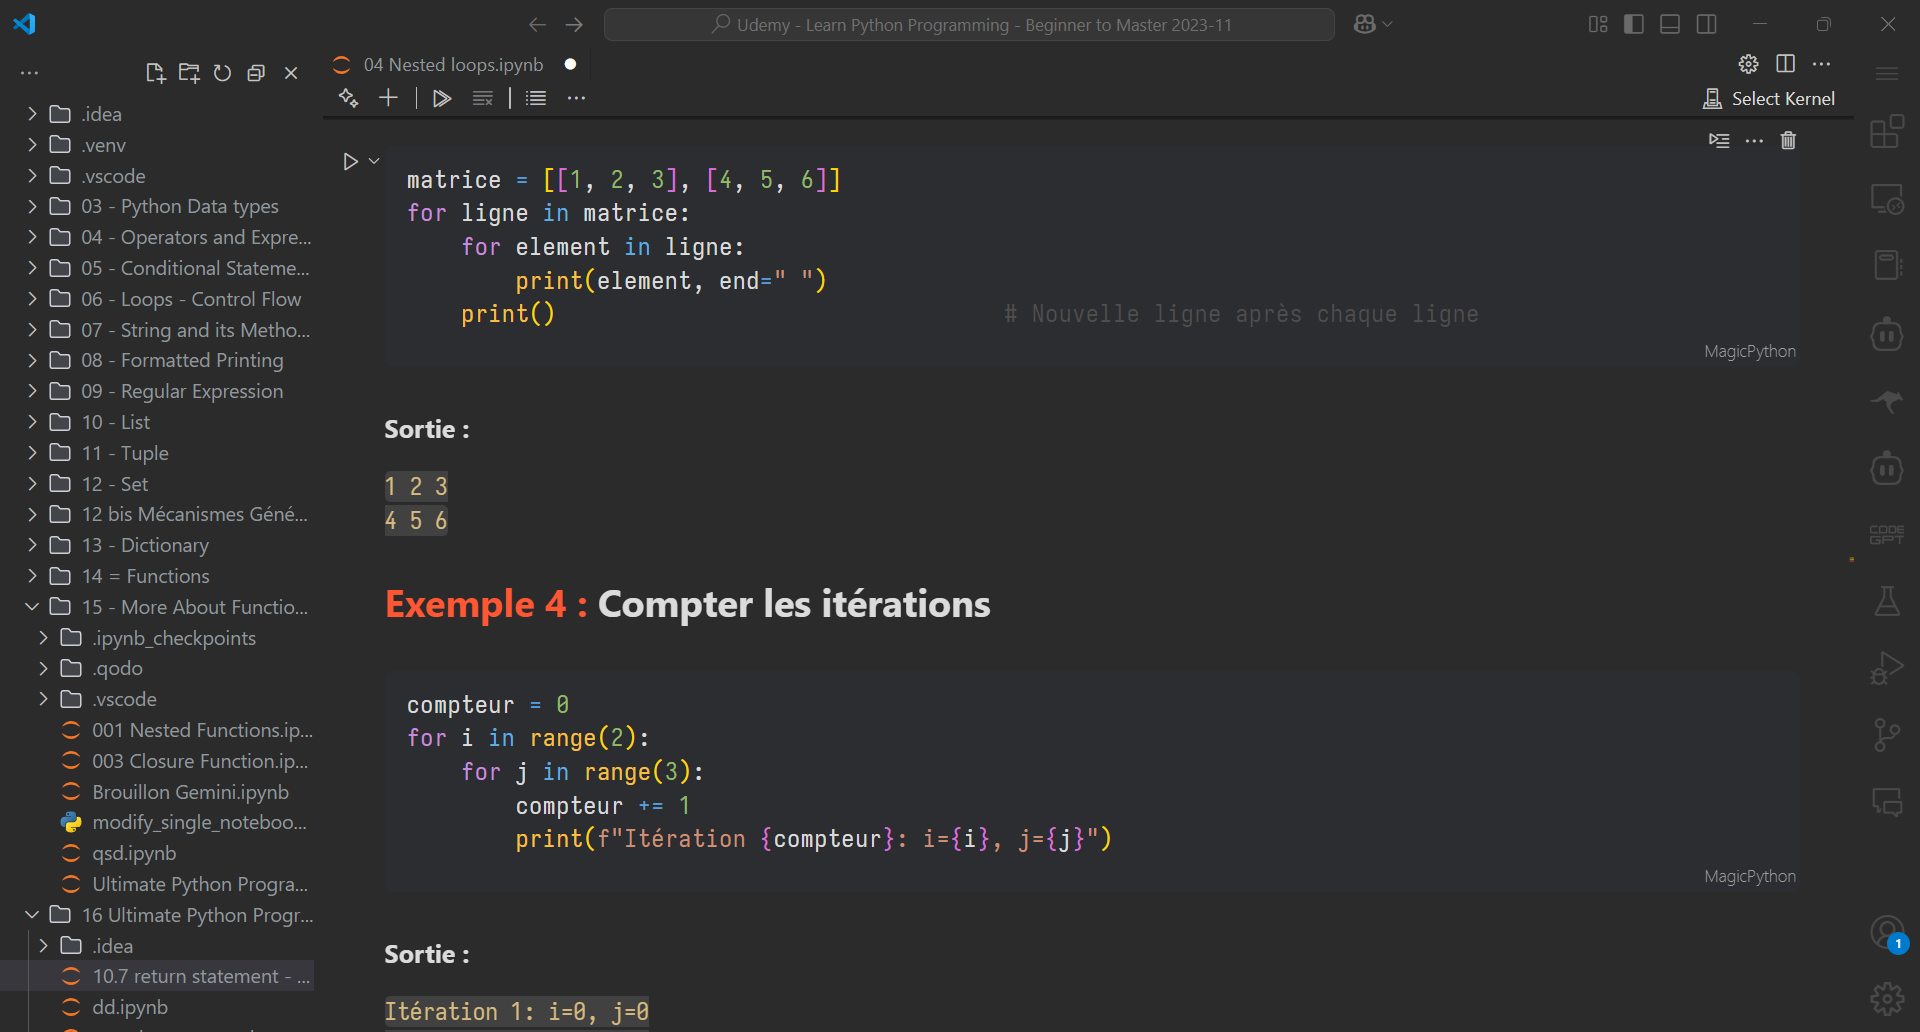 Udemy - Learn Python Programming - Beginner to Master 2023-11
04 Nested loops.ipynb
Select Kernel
.idea
.venv
.vscode
03 - Python Data types
04 - Operators and Expre...
05 - Conditional Stateme...
06 - Loops - Control Flow
07 - String and its Metho...
08 - Formatted Printing
09 - Regular Expression
10 - List
11 - Tuple
12 - Set
12 bis Mécanismes Géné...
13 - Dictionary
14 = Functions
15 - More About Functio...
.ipynb_checkpoints
.qodo
.vscode
001 Nested Functions.ip...
003 Closure Function.ip...
Brouillon Gemini.ipynb
modify_single_noteboo...
qsd.ipynb
Ultimate Python Progra...
16 Ultimate Python Progr...
.idea
10.7 return statement - ...
dd.ipynb
matrice = [[1, 2, 3], [4, 5, 6]]
for ligne in matrice:
    for element in ligne:
        print(element, end=" ")
    print() # Nouvelle ligne après chaque ligne
MagicPython
Sortie :
1 2 3
4 5 6
Exemple 4 : Compter les itérations
compteur = 0
for i in range(2):
    for j in range(3):
        compteur += 1
        print(f"Itération {compteur}: i={i}, j={j}")
MagicPython
Sortie :
Itération 1: i=0, j=0
CODE
GPT
1